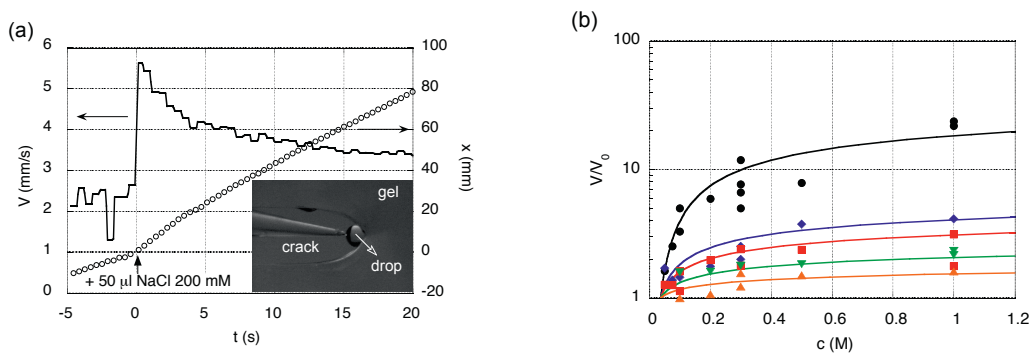 (a)
6
5
4
3
2
1
0
V (mm/s)
100
80
60
40
20
0
-20
x (mm)
gel
crack
drop
+ 50 µl NaCl 200 mM
-5
0
5
10
15
20
t (s)
(b)
100
10
1
V/V₀
0.0
0.2
0.4
0.6
0.8
1
1.2
c (M)